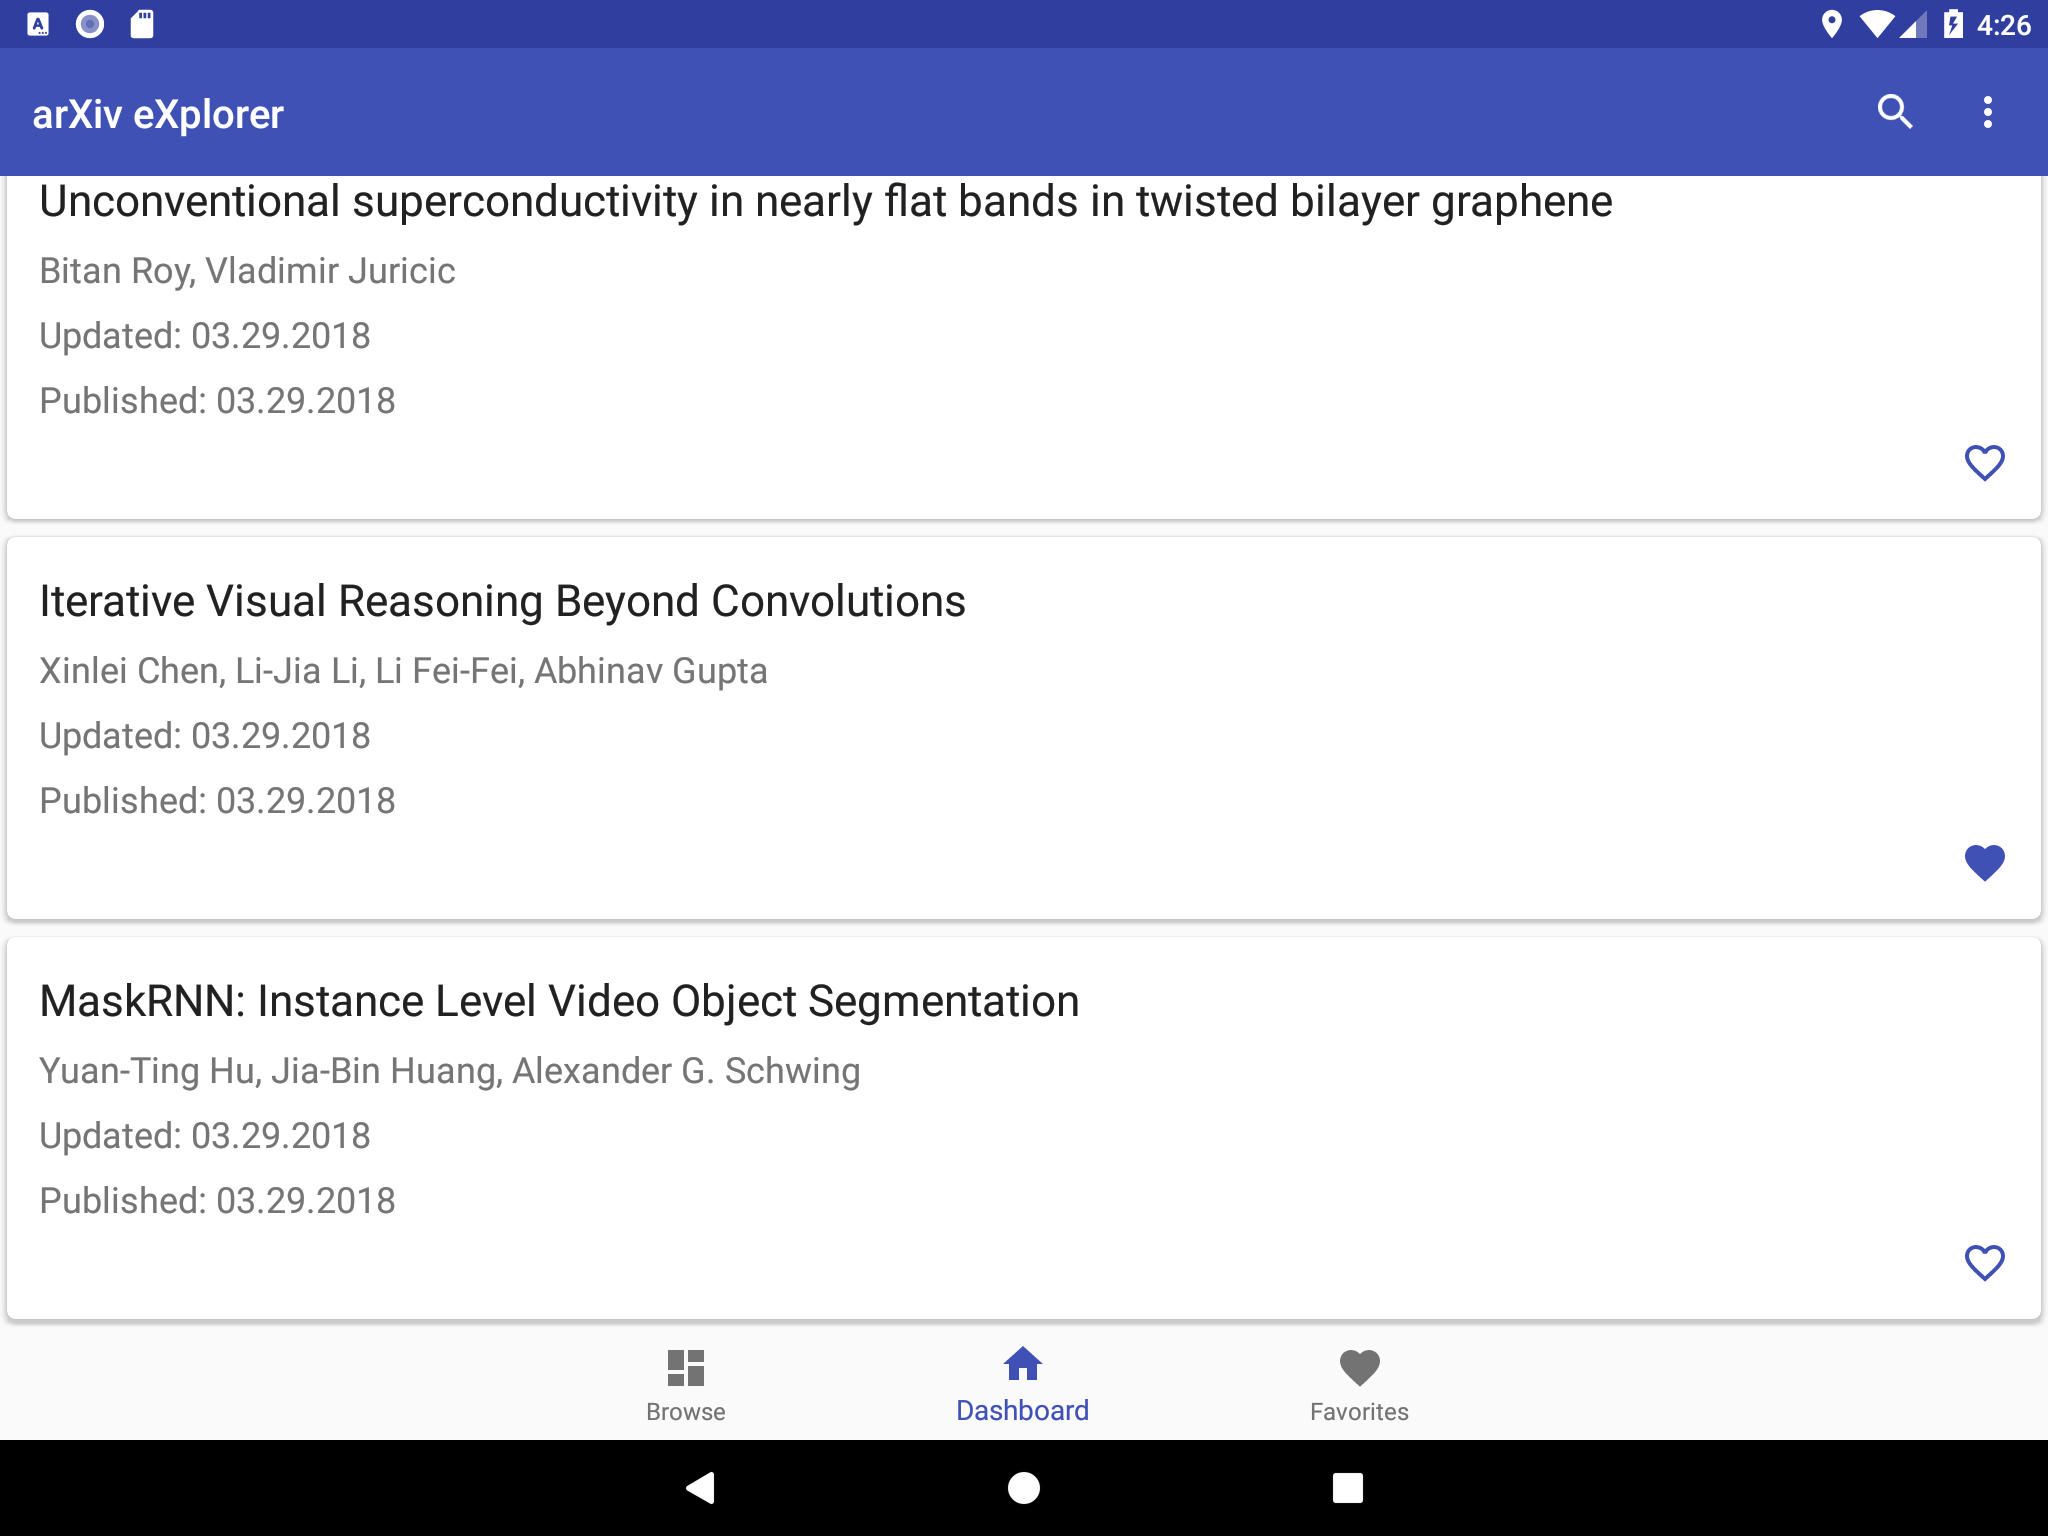 4:26
arXiv eXplorer
Unconventional superconductivity in nearly flat bands in twisted bilayer graphene
Bitan Roy, Vladimir Juricic
Updated: 03.29.2018
Published: 03.29.2018
Iterative Visual Reasoning Beyond Convolutions
Xinlei Chen, Li-Jia Li, Li Fei-Fei, Abhinav Gupta
Updated: 03.29.2018
Published: 03.29.2018
MaskRNN: Instance Level Video Object Segmentation
Yuan-Ting Hu, Jia-Bin Huang, Alexander G. Schwing
Updated: 03.29.2018
Published: 03.29.2018
Browse
Dashboard
Favorites